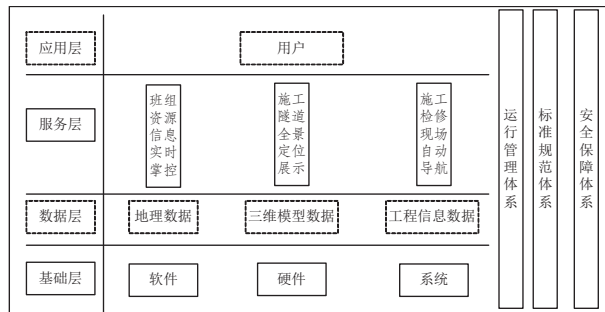 应用层
用户
服务层
班组
资源
信息
实时
掌控
施工
隧道
全景
定位
展示
施工
检修
现场
自动
导航
数据层
地理数据
三维模型数据
工程信息数据
基础层
软件
硬件
系统
运行管理体系
标准规范体系
安全保障体系